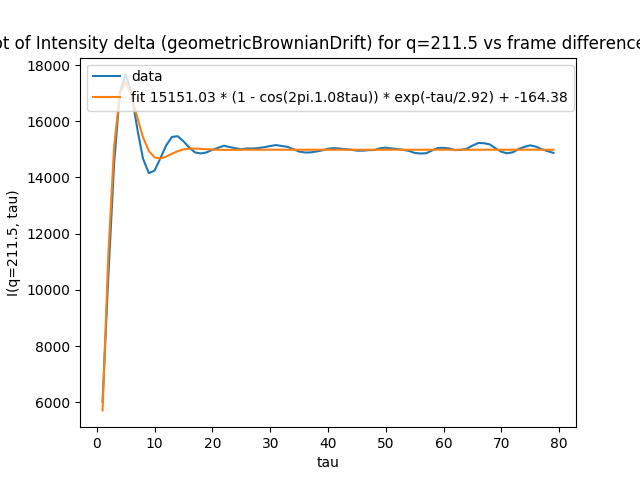 ot of Intensity delta (geometricBrownianDrift) for q=211.5 vs frame difference
data
fit 15151.03 * (1 - cos(2pi.1.08tau)) * exp(-tau/2.92) + -164.38
I(q=211.5, tau)
18000
16000
14000
12000
10000
8000
6000
0 10 20 30 40 50 60 70 80
tau